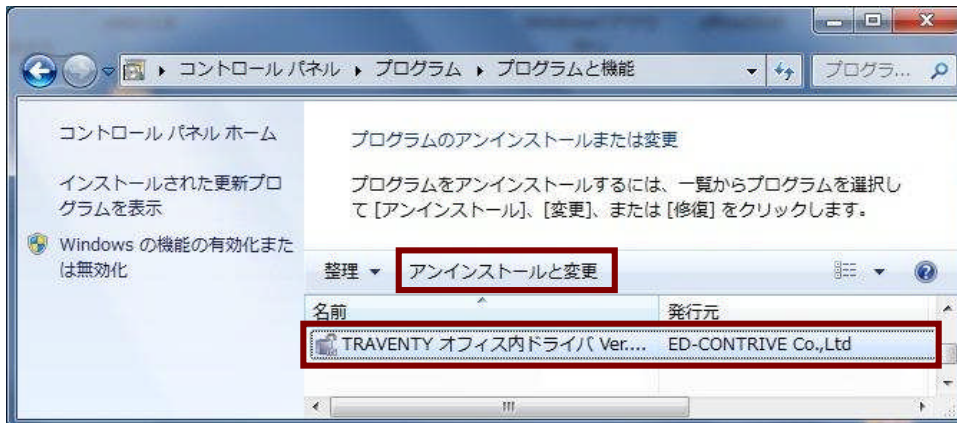 コントロール パネル ▸ プログラム ▸ プログラムと機能
プログラ...
コントロール パネル ホーム
インストールされた更新プロ
グラムを表示
Windows の機能の有効化また
は無効化
プログラムのアンインストールまたは変更
プログラムをアンインストールするには、一覧からプログラムを選択し
て [アンインストール]、[変更]、または [修復] をクリックします。
整理 ▼ アンインストールと変更
名前 発行元
TRAVENTY オフィス内ドライバ Ver.... ED-CONTRIVE Co.,Ltd